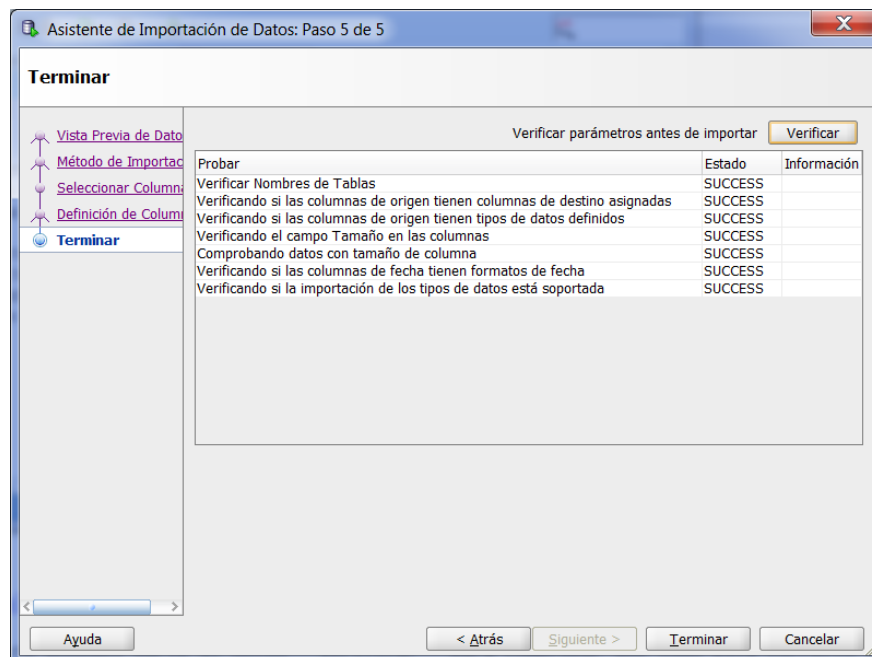 Asistente de Importación de Datos: Paso 5 de 5
Terminar
Vista Previa de Dato
Método de Importac
Seleccionar Column
Definición de Colum
Terminar
Verificar parámetros antes de importar Verificar
Probar Estado Información
Verificar Nombres de Tablas SUCCESS
Verificando si las columnas de origen tienen columnas de destino asignadas SUCCESS
Verificando si las columnas de origen tienen tipos de datos definidos SUCCESS
Verificando el campo Tamaño en las columnas SUCCESS
Comprobando datos con tamaño de columna SUCCESS
Verificando si las columnas de fecha tienen formatos de fecha SUCCESS
Verificando si la importación de los tipos de datos está soportada SUCCESS
Ayuda < Atrás Siguiente > Terminar Cancelar